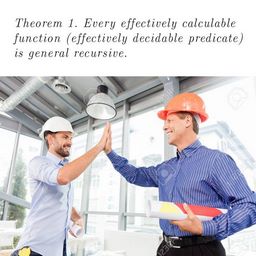 Theorem 1. Every effectively calculable
function (effectively decidable predicate)
is general recursive.